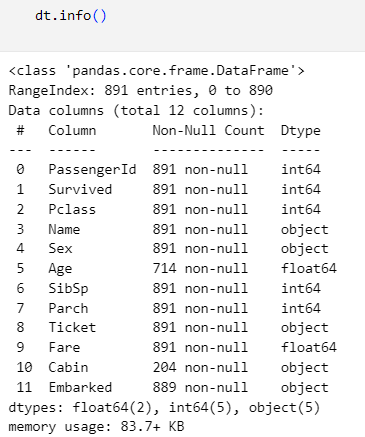 dt.info()
<class 'pandas.core.frame.DataFrame'>
RangeIndex: 891 entries, 0 to 890
Data columns (total 12 columns):
 #   Column       Non-Null Count  Dtype
---  ------       --------------  -----
 0   PassengerId  891 non-null    int64
 1   Survived     891 non-null    int64
 2   Pclass       891 non-null    int64
 3   Name         891 non-null    object
 4   Sex          891 non-null    object
 5   Age          714 non-null    float64
 6   SibSp        891 non-null    int64
 7   Parch        891 non-null    int64
 8   Ticket       891 non-null    object
 9   Fare         891 non-null    float64
 10  Cabin        204 non-null    object
 11  Embarked     889 non-null    object
dtypes: float64(2), int64(5), object(5)
memory usage: 83.7+ KB